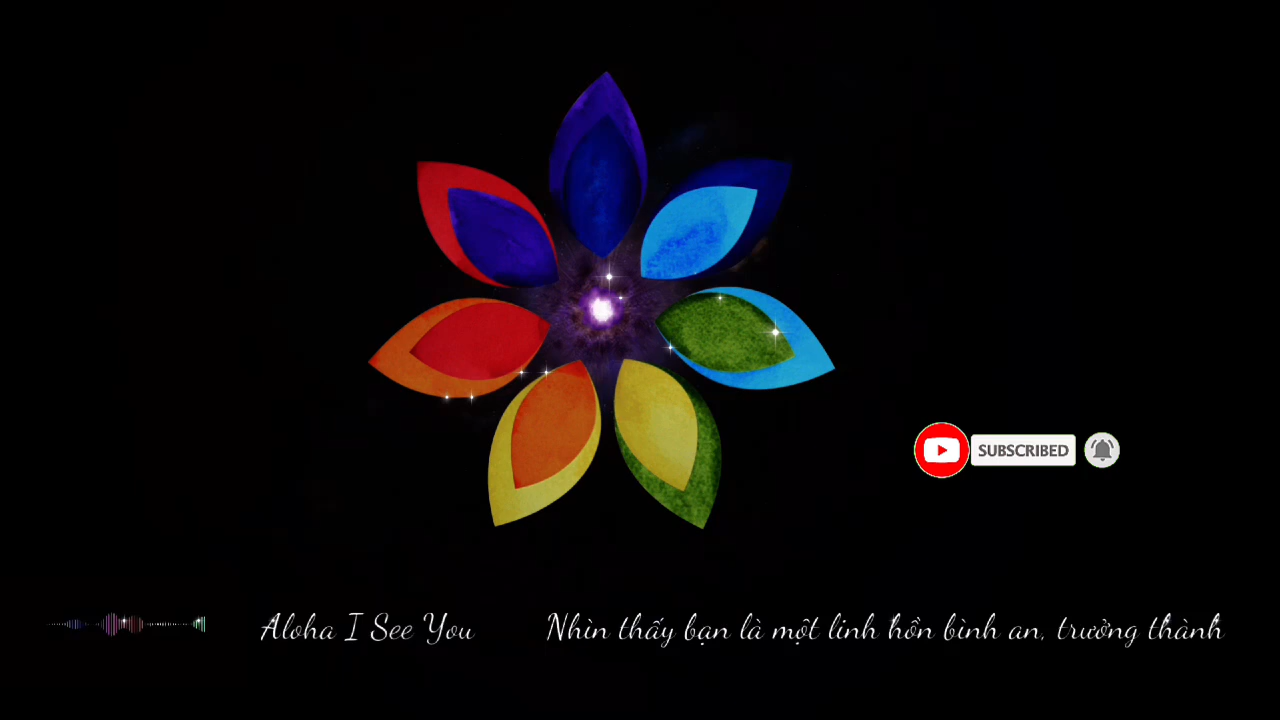 SUBSCRIBED
Aloha I See You
Nhìn thấy bạn là một linh hồn bình an, trưởng thành